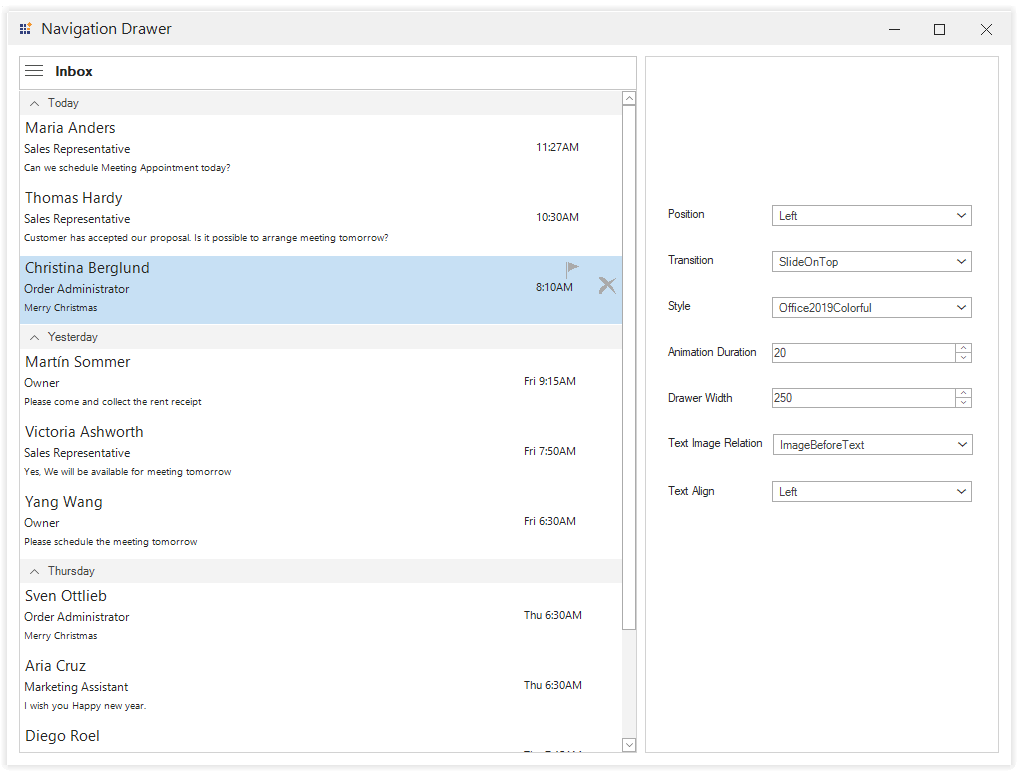 Navigation Drawer
Inbox
Today
Maria Anders
Sales Representative
11:27AM
Can we schedule Meeting Appointment today?
Thomas Hardy
Sales Representative
10:30AM
Customer has accepted our proposal. Is it possible to arrange meeting tomorrow?
Christina Berglund
Order Administrator
8:10AM
Merry Christmas
Yesterday
Martín Sommer
Owner
Fri 9:15AM
Please come and collect the rent receipt
Victoria Ashworth
Sales Representative
Fri 7:50AM
Yes, We will be available for meeting tomorrow
Yang Wang
Owner
Fri 6:30AM
Please schedule the meeting tomorrow
Thursday
Sven Ottlieb
Order Administrator
Thu 6:30AM
Merry Christmas
Aria Cruz
Marketing Assistant
Thu 6:30AM
I wish you Happy new year.
Diego Roel
Position Left
Transition SlideOnTop
Style Office2019Colorful
Animation Duration 20
Drawer Width 250
Text Image Relation ImageBeforeText
Text Align Left